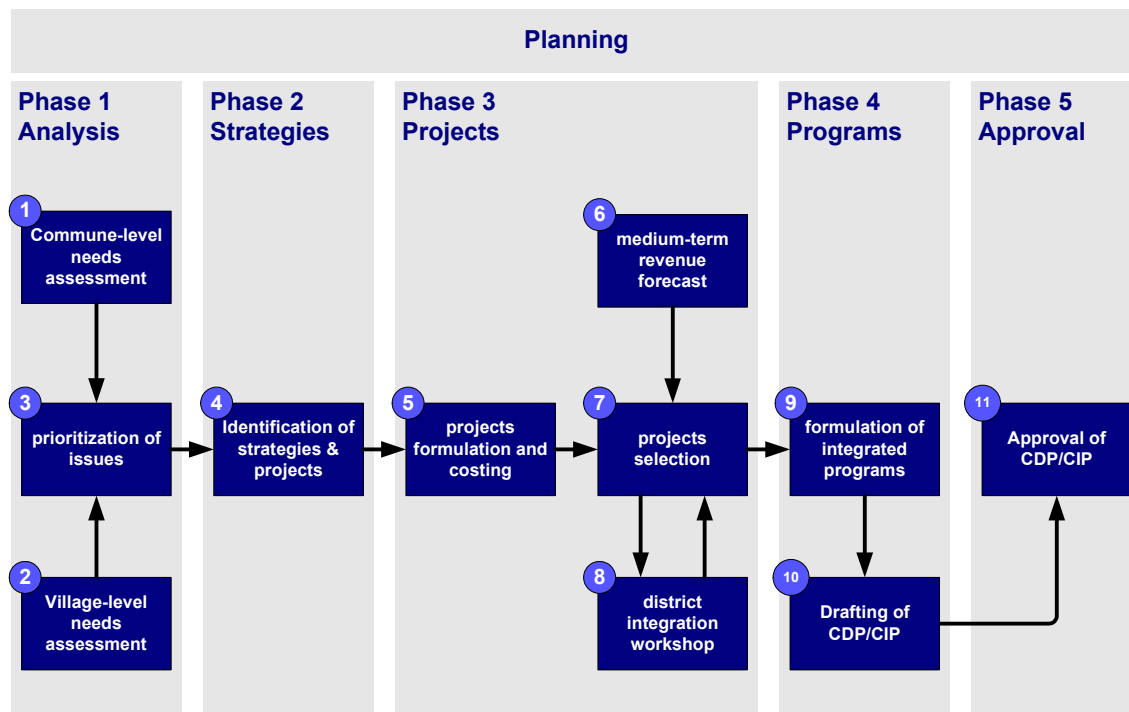 Planning
Phase 1
Analysis
Phase 2
Strategies
Phase 3
Projects
Phase 4
Programs
Phase 5
Approval
1
Commune-level
needs
assessment
2
Village-level
needs
assessment
3
prioritization of
issues
4
Identification of
strategies &
projects
5
projects
formulation and
costing
6
medium-term
revenue
forecast
7
projects
selection
8
district
integration
workshop
9
formulation of
integrated
programs
10
Drafting of
CDP/CIP
11
Approval of
CDP/CIP